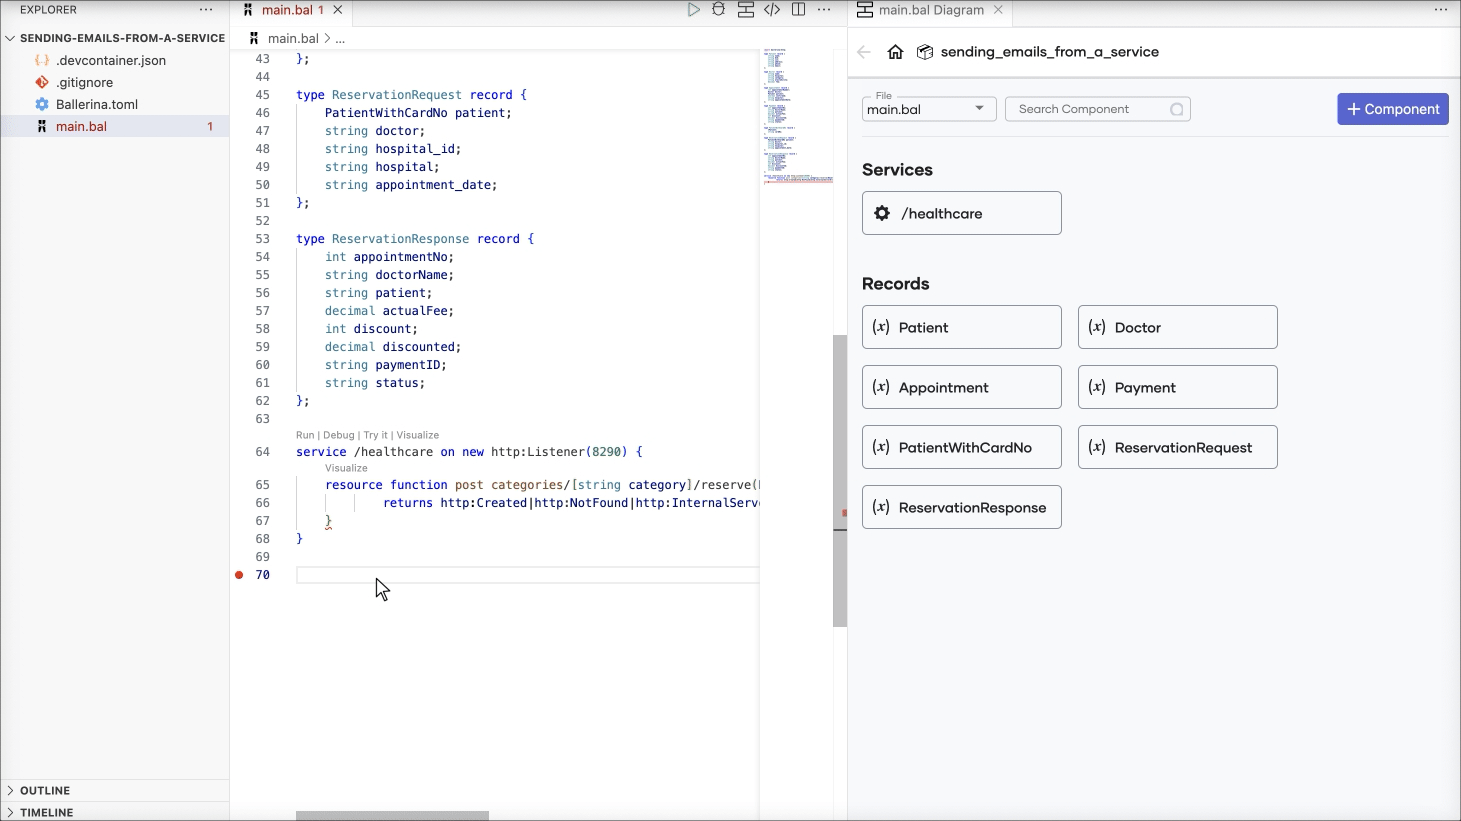 EXPLORER
SENDING-EMAILS-FROM-A-SERVICE
.devcontainer.json
.gitignore
Ballerina.toml
main.bal 1
OUTLINE
TIMELINE
main.bal 1
main.bal > ...
43 };
44
45 type ReservationRequest record {
46 PatientWithCardNo patient;
47 string doctor;
48 string hospital_id;
49 string hospital;
50 string appointment_date;
51 };
52
53 type ReservationResponse record {
54 int appointmentNo;
55 string doctorName;
56 string patient;
57 decimal actualFee;
58 int discount;
59 decimal discounted;
60 string paymentID;
61 string status;
62 };
63
Run | Debug | Try it | Visualize
64 service /healthcare on new http:Listener(8290) {
Visualize
65 resource function post categories/[string category]/reserve(
66 returns http:Created|http:NotFound|http:InternalServ
67 }
68 }
69
70
main.bal Diagram
sending_emails_from_a_service
File
main.bal
Search Component
+ Component
Services
/healthcare
Records
(x) Patient
(x) Doctor
(x) Appointment
(x) Payment
(x) PatientWithCardNo
(x) ReservationRequest
(x) ReservationResponse